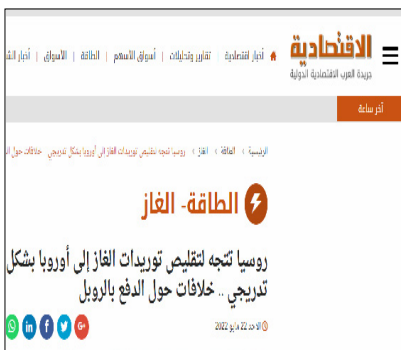 الاقتصادية
جريدة العرب الاقتصادية الدولية
أخبار اقتصادية | تقارير وتحليلات | أسواق الأسهم | الطاقة | الأسواق | أخبار الش
آخر ساعة
الرئيسية > الطاقة > الغاز > روسيا تتجه لتقليص توريدات الغاز إلى أوروبا بشكل تدريجي .. خلافات حول ال
الطاقة- الغاز
روسيا تتجه لتقليص توريدات الغاز إلى أوروبا بشكل
تدريجي .. خلافات حول الدفع بالروبل
الاحد 22 مايو 2022